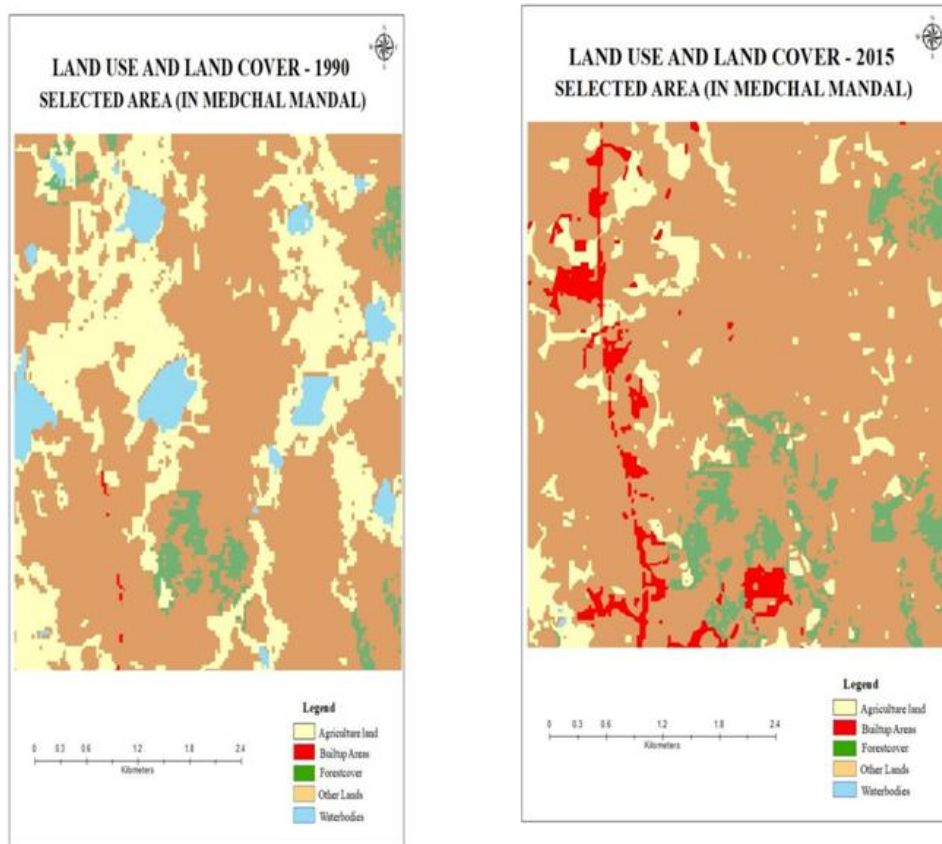 LAND USE AND LAND COVER - 1990
SELECTED AREA (IN MEDCHAL MANDAL)
Legend
Agriculture land
Builtup Areas
Forestcover
Other Lands
Waterbodies
0 0.3 0.6 1.2 1.8 2.4
Kilometers
LAND USE AND LAND COVER - 2015
SELECTED AREA (IN MEDCHAL MANDAL)
Legend
Agriculture land
Builtup Areas
Forestcover
Other Lands
Waterbodies
0 0.3 0.6 1.2 1.8 2.4
Kilometers